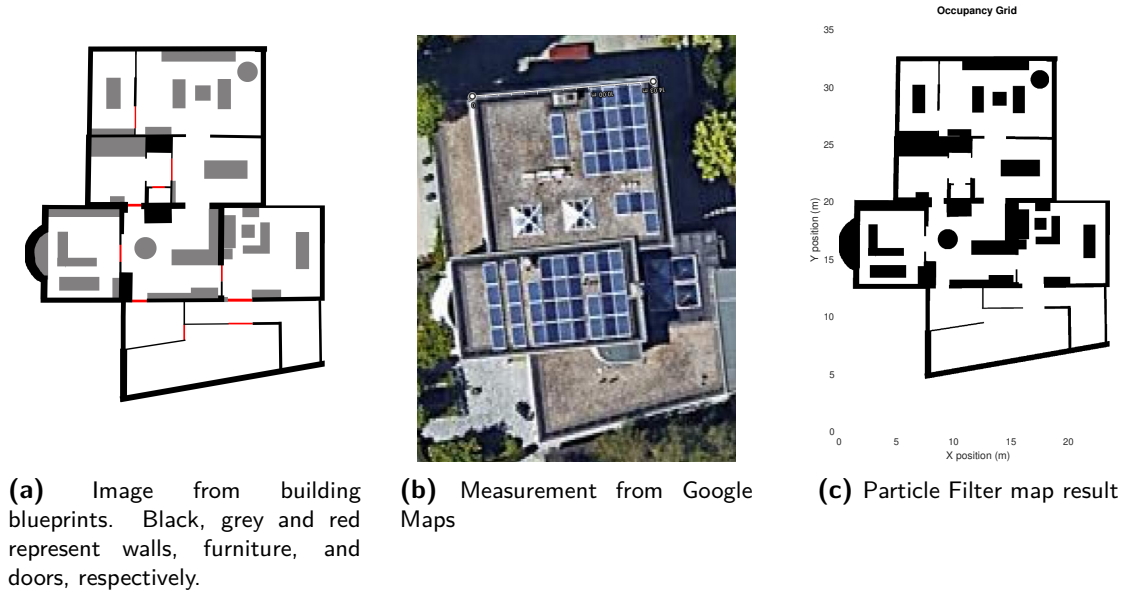 Occupancy Grid
35
30
25
20
15
10
5
0
Y position (m)
0 5 10 15 20
X position (m)
(a) Image from building
blueprints. Black, grey and red
represent walls, furniture, and
doors, respectively.
(b) Measurement from Google
Maps
(c) Particle Filter map result